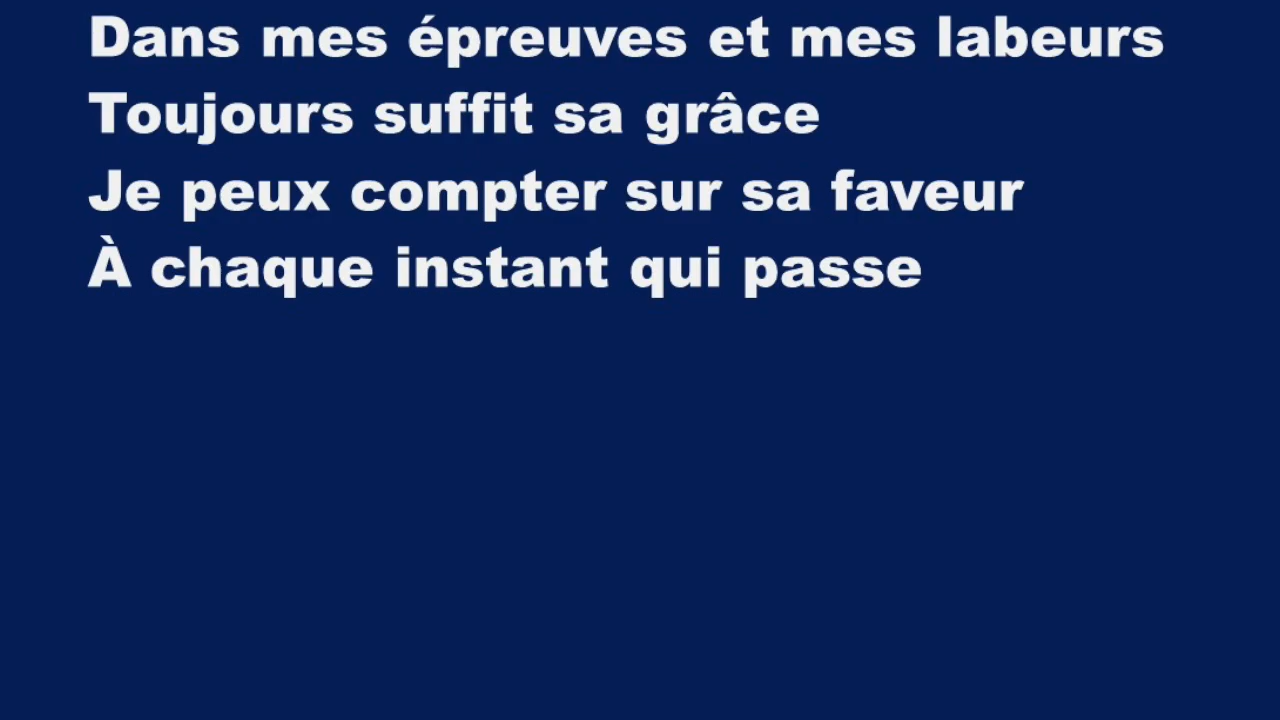 Dans mes épreuves et mes labeurs
Toujours suffit sa grâce
Je peux compter sur sa faveur
À chaque instant qui passe